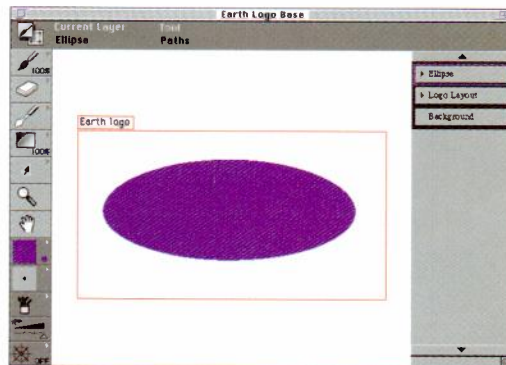 Earth Logo Base
Current Layer Tool
Ellipse Paths
100%
100%
OFF
Earth logo
Ellipse
Logo Layout
Background